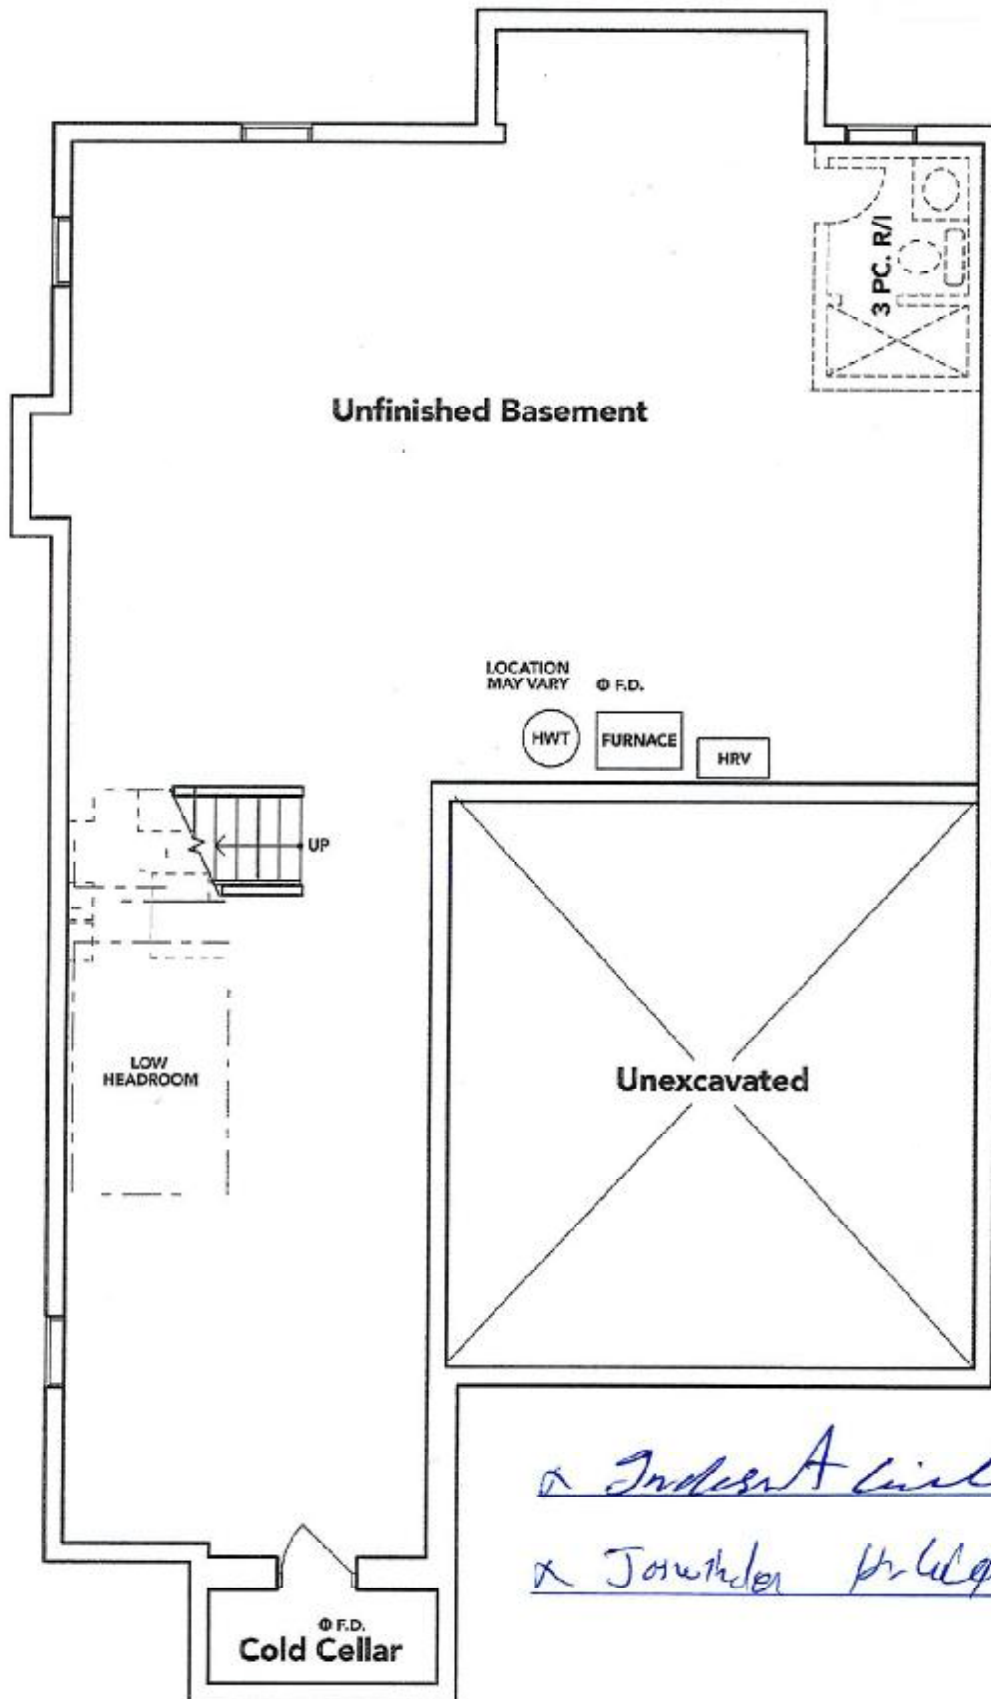 3 PC. R/I
Unfinished Basement
LOCATION
MAY VARY
Φ F.D.
HWT
FURNACE
HRV
UP
LOW
HEADROOM
Unexcavated
x
x
Φ F.D.
Cold Cellar